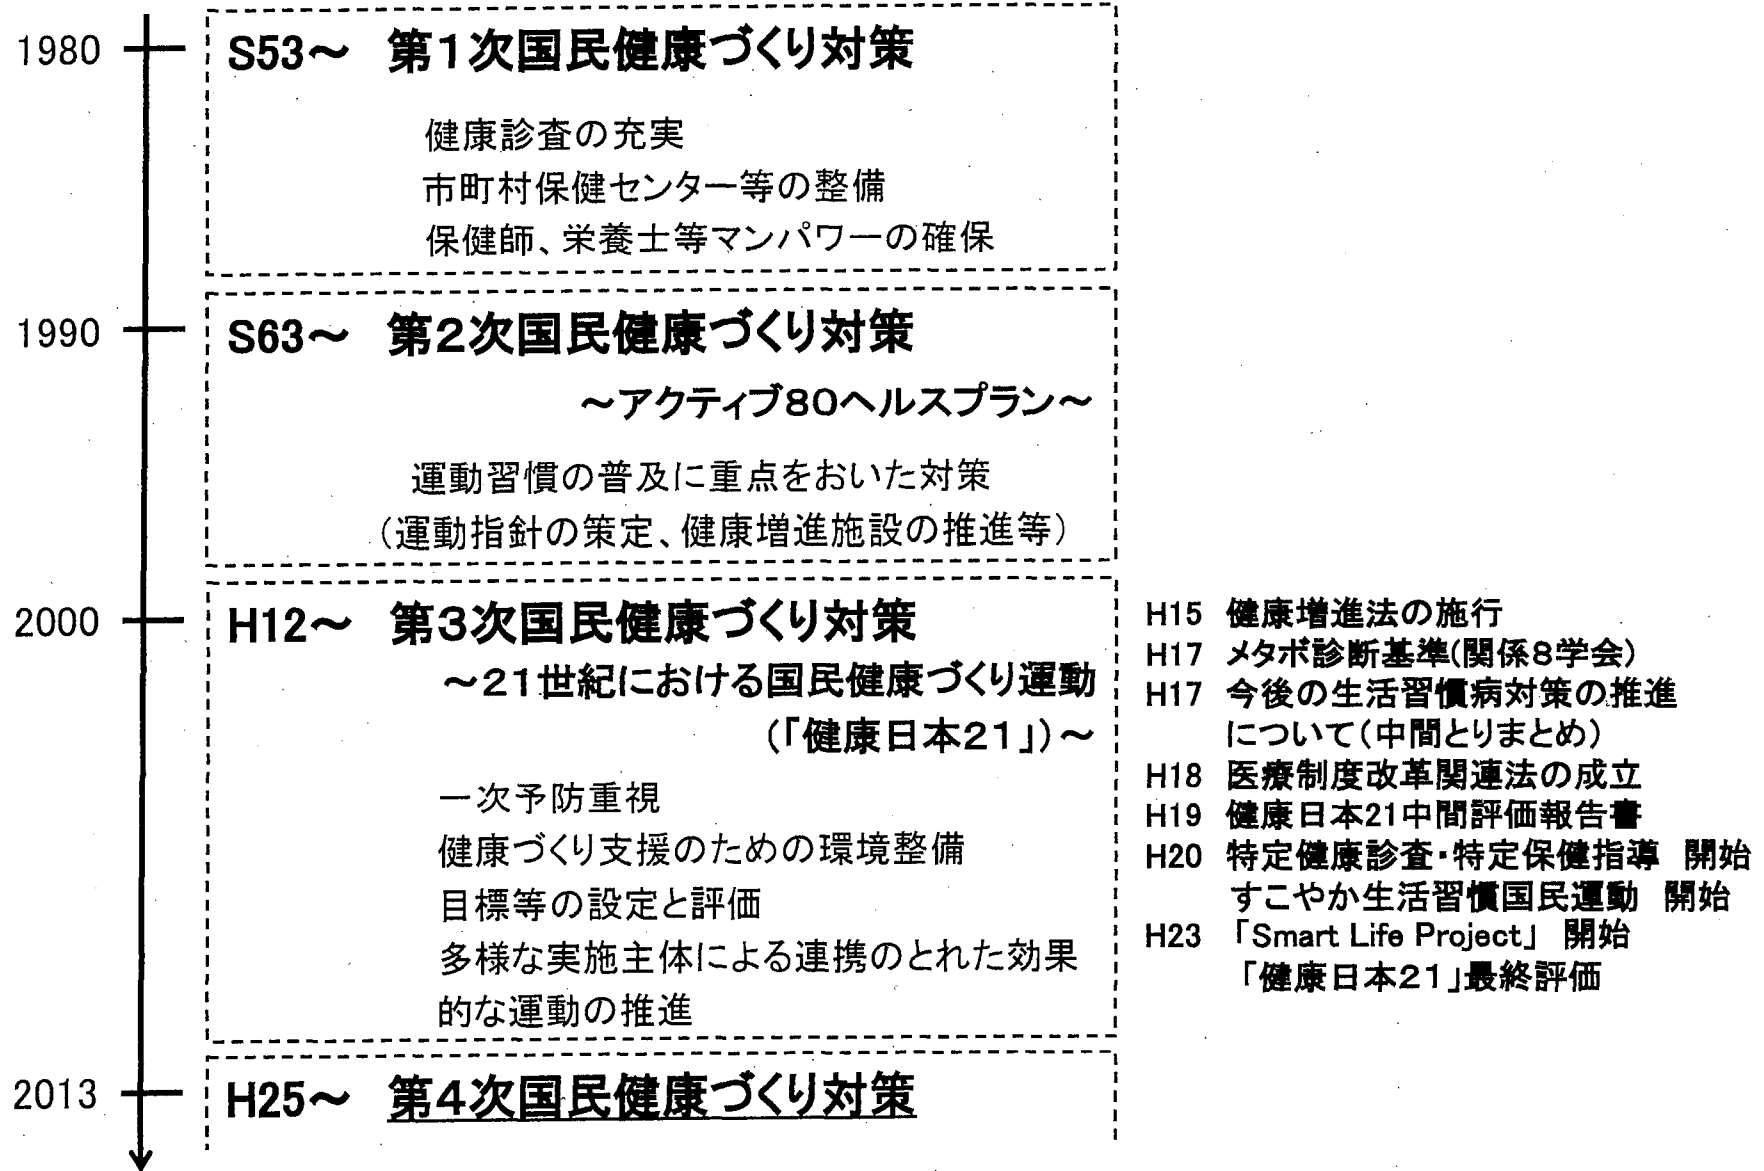 1980
S53～ 第1次国民健康づくり対策
健康診査の充実
市町村保健センター等の整備
保健師、栄養士等マンパワーの確保
1990
S63～ 第2次国民健康づくり対策
～アクティブ80ヘルスプラン～
運動習慣の普及に重点をおいた対策
（運動指針の策定、健康増進施設の推進等）
2000
H12～ 第3次国民健康づくり対策
～21世紀における国民健康づくり運動
（「健康日本21」）～
一次予防重視
健康づくり支援のための環境整備
目標等の設定と評価
多様な実施主体による連携のとれた効果
的な運動の推進
H15 健康増進法の施行
H17 メタボ診断基準(関係8学会)
H17 今後の生活習慣病対策の推進
について（中間とりまとめ）
H18 医療制度改革関連法の成立
H19 健康日本21中間評価報告書
H20 特定健康診査・特定保健指導 開始
すこやか生活習慣国民運動 開始
H23 「Smart Life Project」 開始
「健康日本21」最終評価
2013
H25～ 第4次国民健康づくり対策